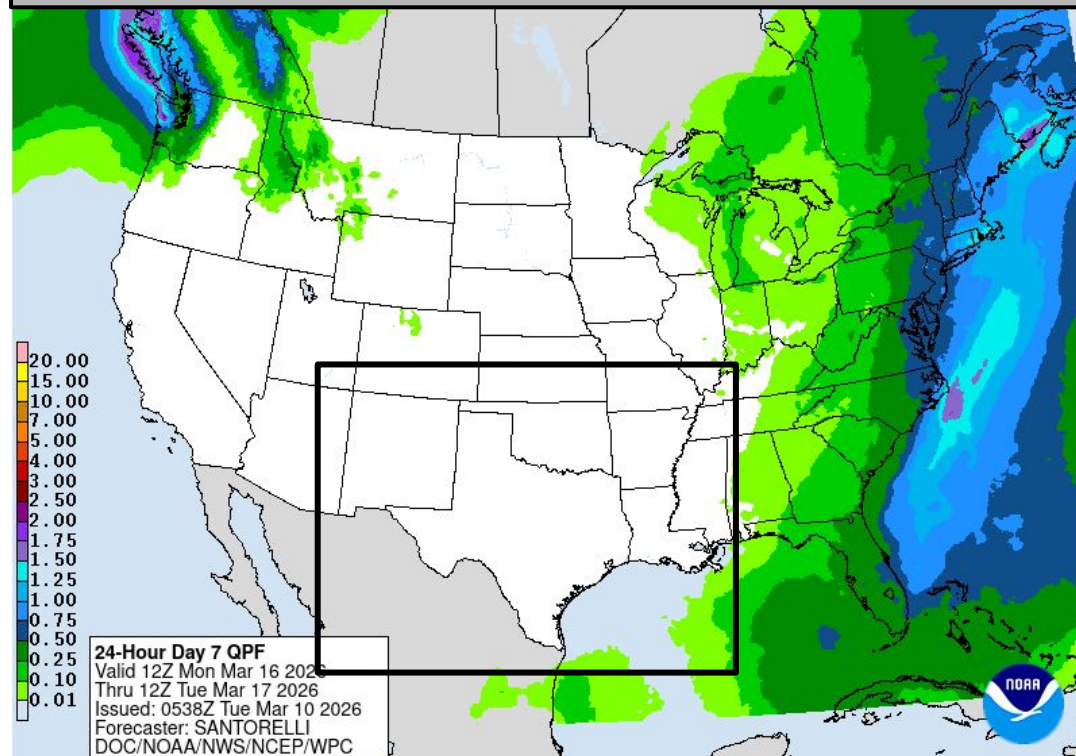 20.00
15.00
10.00
7.00
5.00
4.00
3.00
2.50
2.00
1.75
1.50
1.25
1.00
0.75
0.50
0.25
0.10
0.01
24-Hour Day 7 QPF
Valid 12Z Mon Mar 16 2026
Thru 12Z Tue Mar 17 2026
Issued: 0538Z Tue Mar 10 2026
Forecaster: SANTORELLI
DOC/NOAA/NWS/NCEP/WPC
NOAA